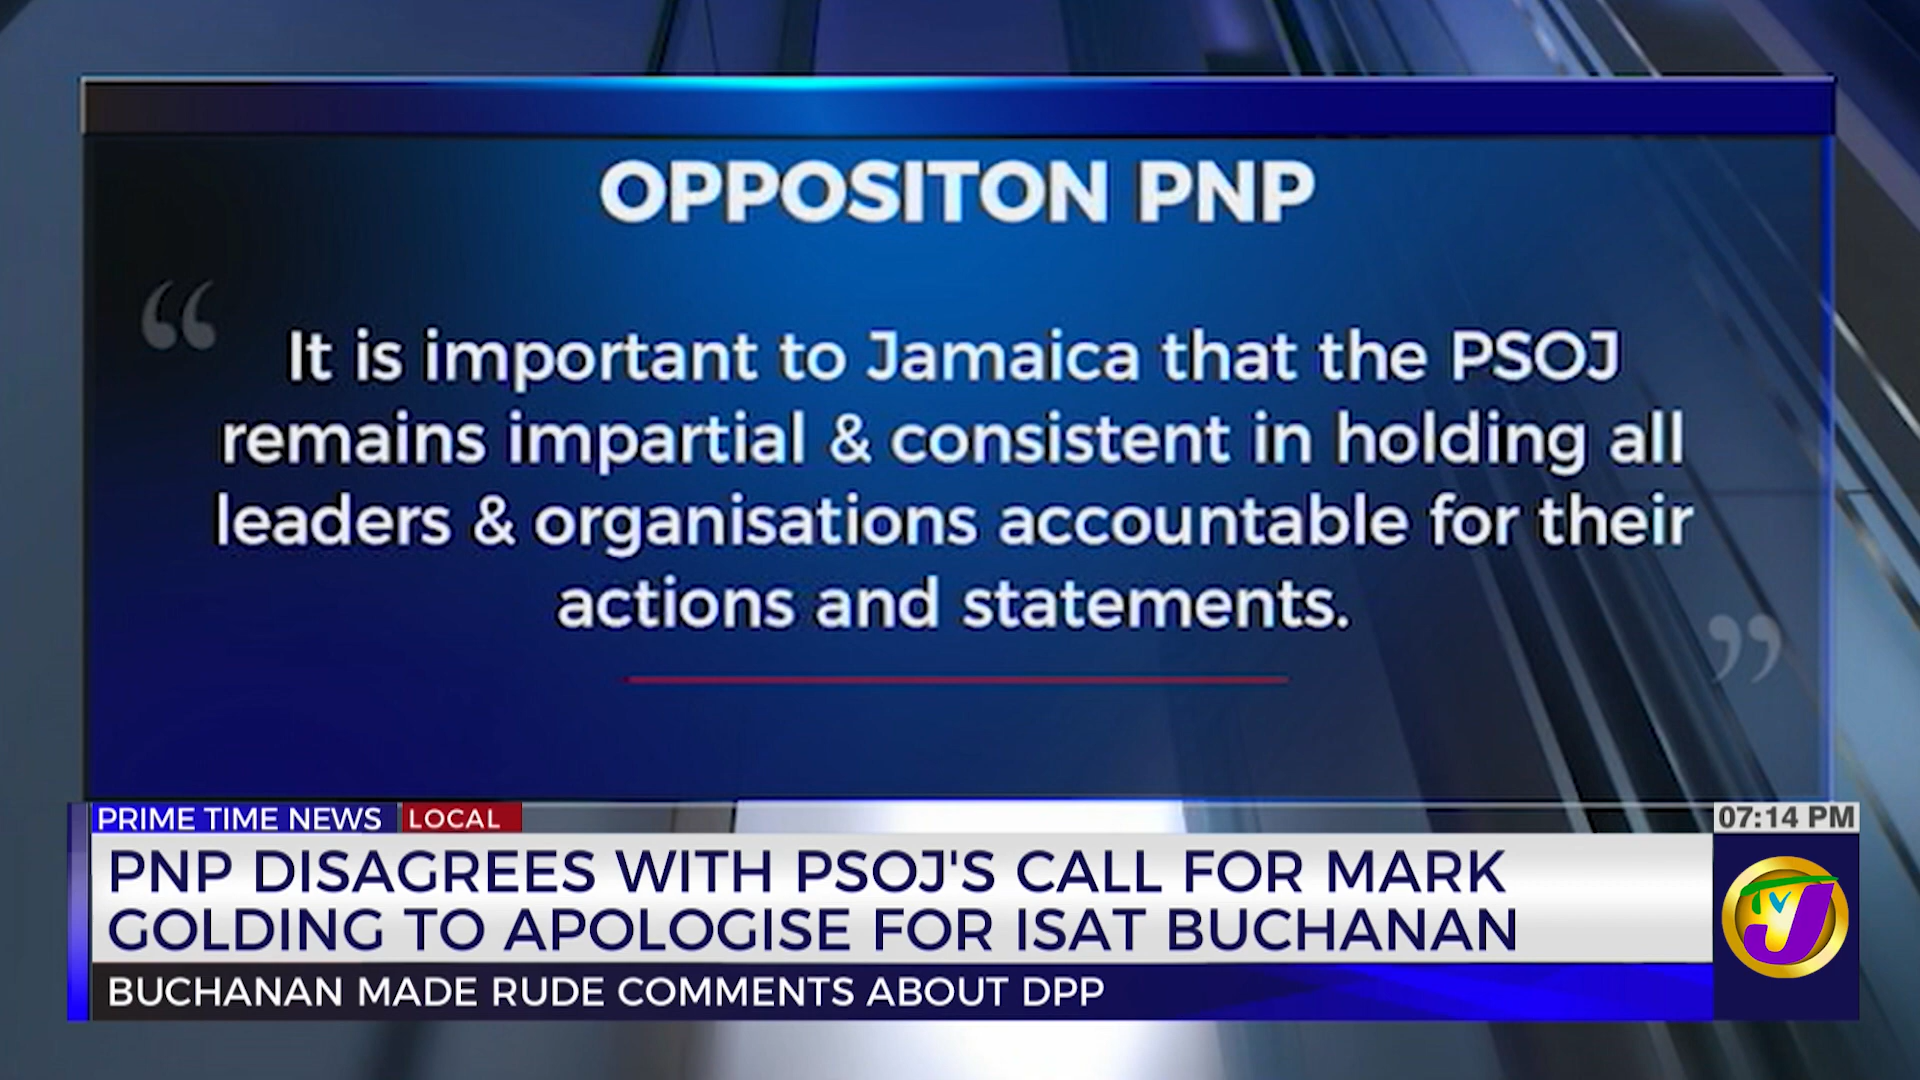 OPPOSITON PNP
“
It is important to Jamaica that the PSOJ
remains impartial & consistent in holding all
leaders & organisations accountable for their
actions and statements.
”
PRIME TIME NEWS LOCAL
07:14 PM
PNP DISAGREES WITH PSOJ'S CALL FOR MARK
GOLDING TO APOLOGISE FOR ISAT BUCHANAN
BUCHANAN MADE RUDE COMMENTS ABOUT DPP
TVJ